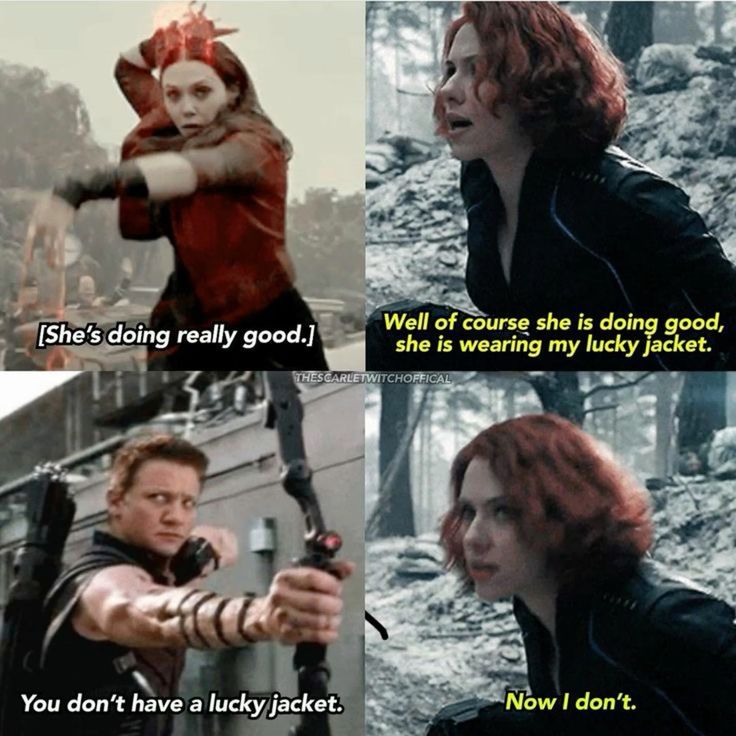 [She's doing really good.]
Well of course she is doing good,
she is wearing my lucky jacket.
THESCARLETWITCHOFFICAL
You don't have a lucky jacket.
Now I don't.